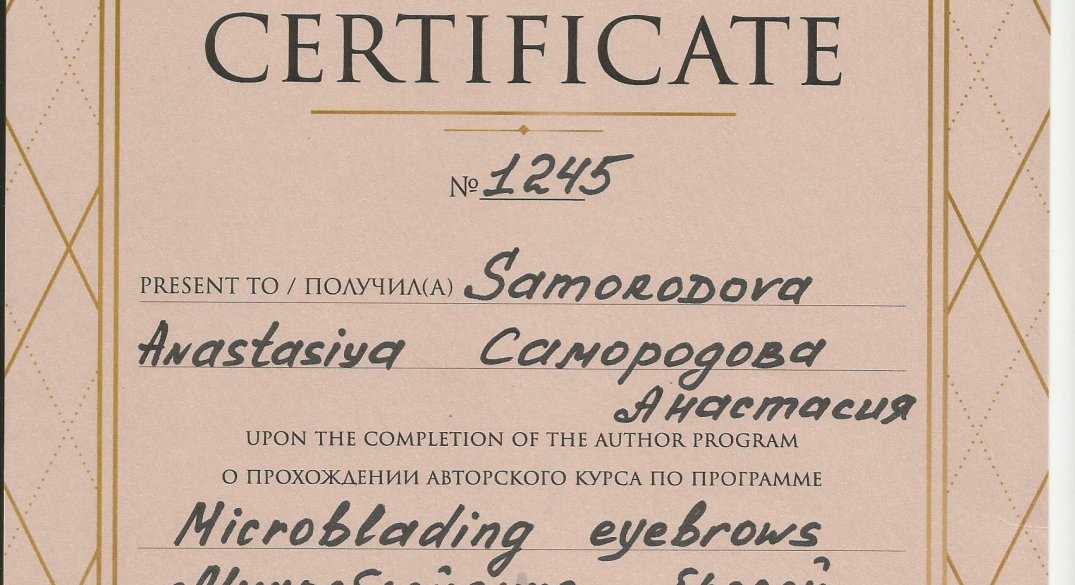 CERTIFICATE
№ 1245
PRESENT TO / ПОЛУЧИЛ(А) Samorodova
Anastasiya Самородова
Анастасия
UPON THE COMPLETION OF THE AUTHOR PROGRAM
О ПРОХОЖДЕНИИ АВТОРСКОГО КУРСА ПО ПРОГРАММЕ
Microblading eyebrows